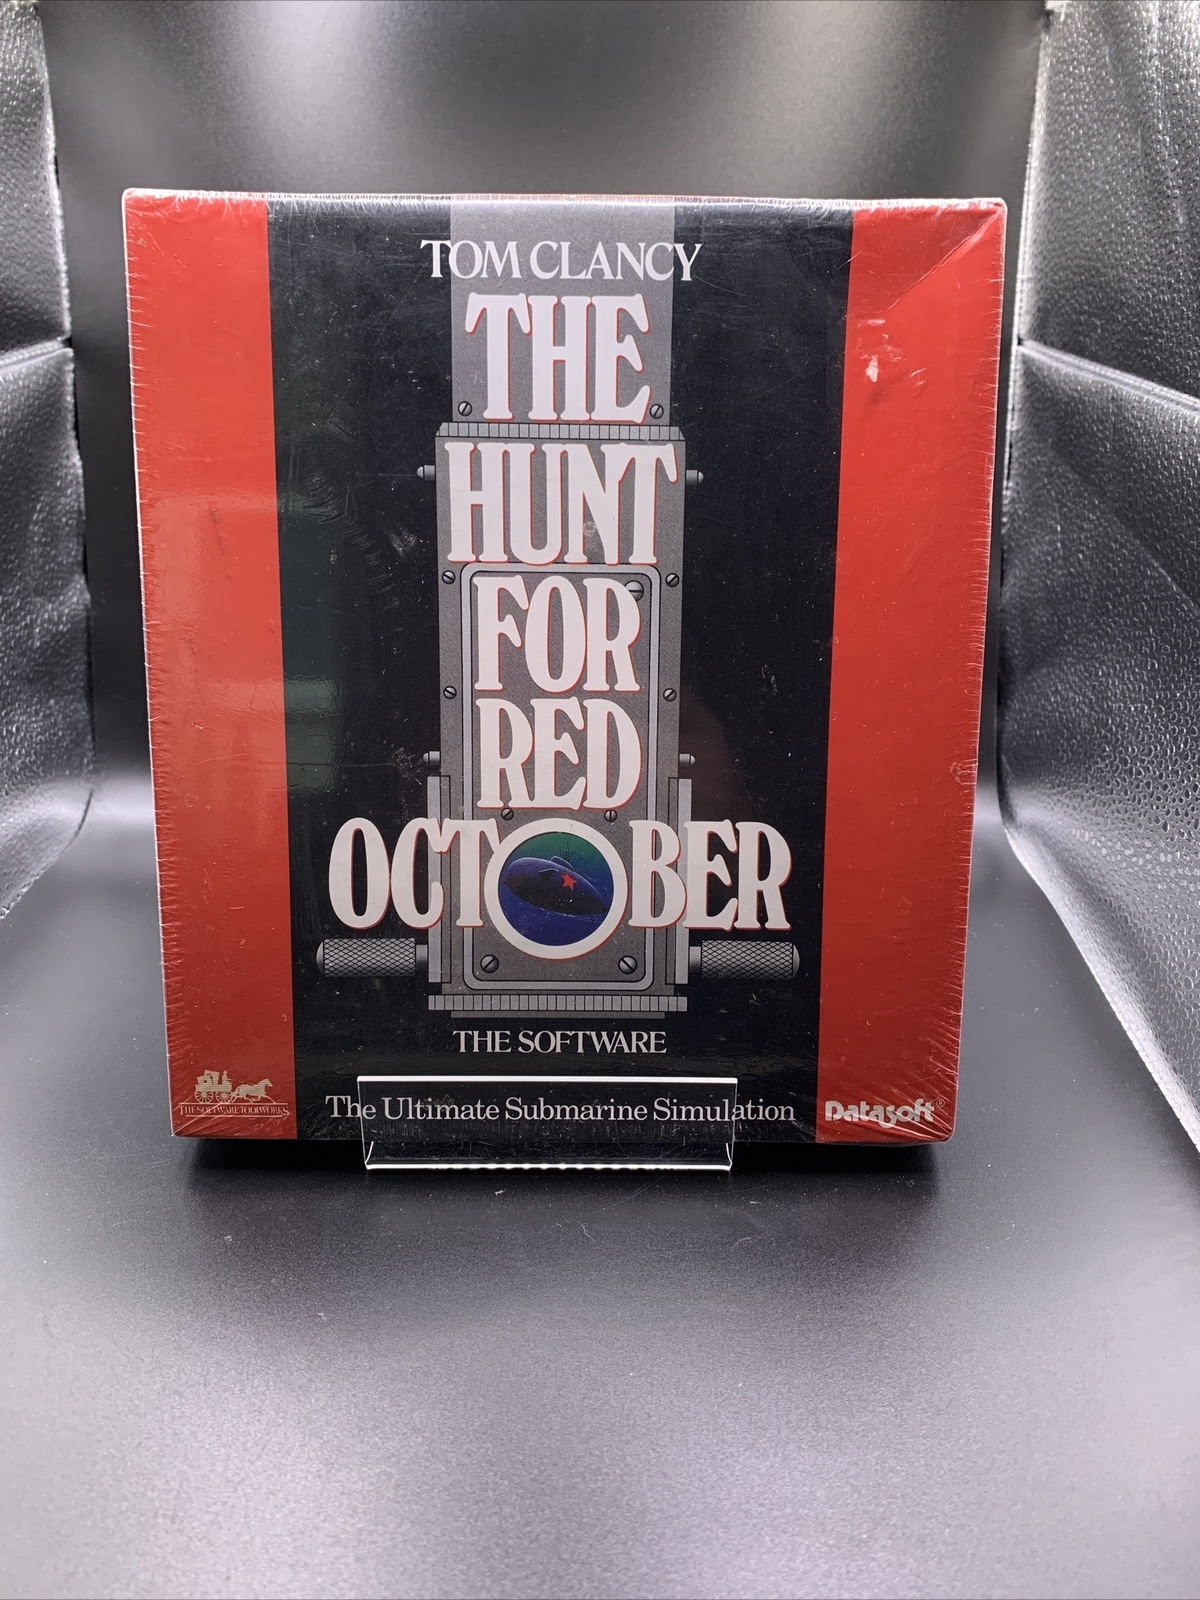 TOM CLANCY
THE
HUNT
FOR
RED
OCTOBER
THE SOFTWARE
The Ultimate Submarine Simulation
THE SOFTWARE TOOLWORKS
Datasoft®